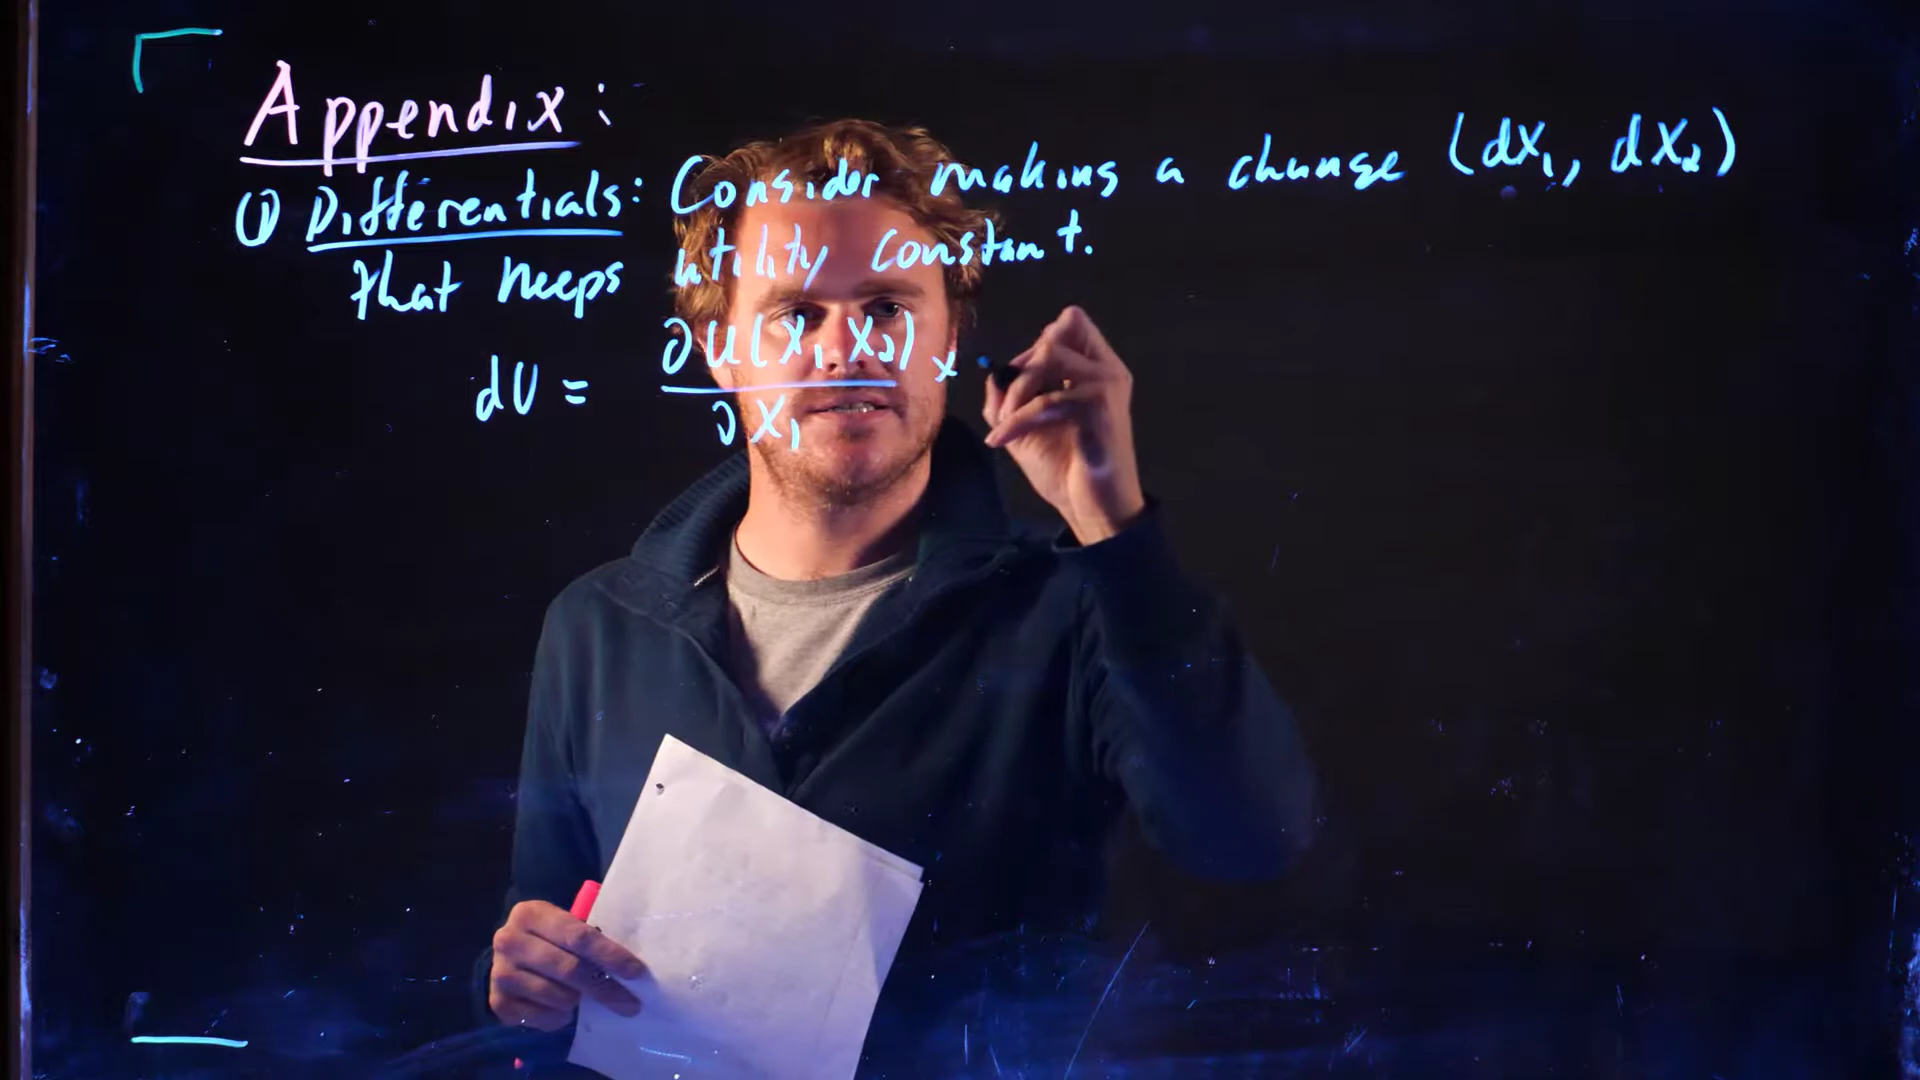 Appendix:
① Differentials: Consider making a change (dX₁, dX₂)
that keeps utility constant.
dU = ∂U(X₁ X₂) x
∂X₁